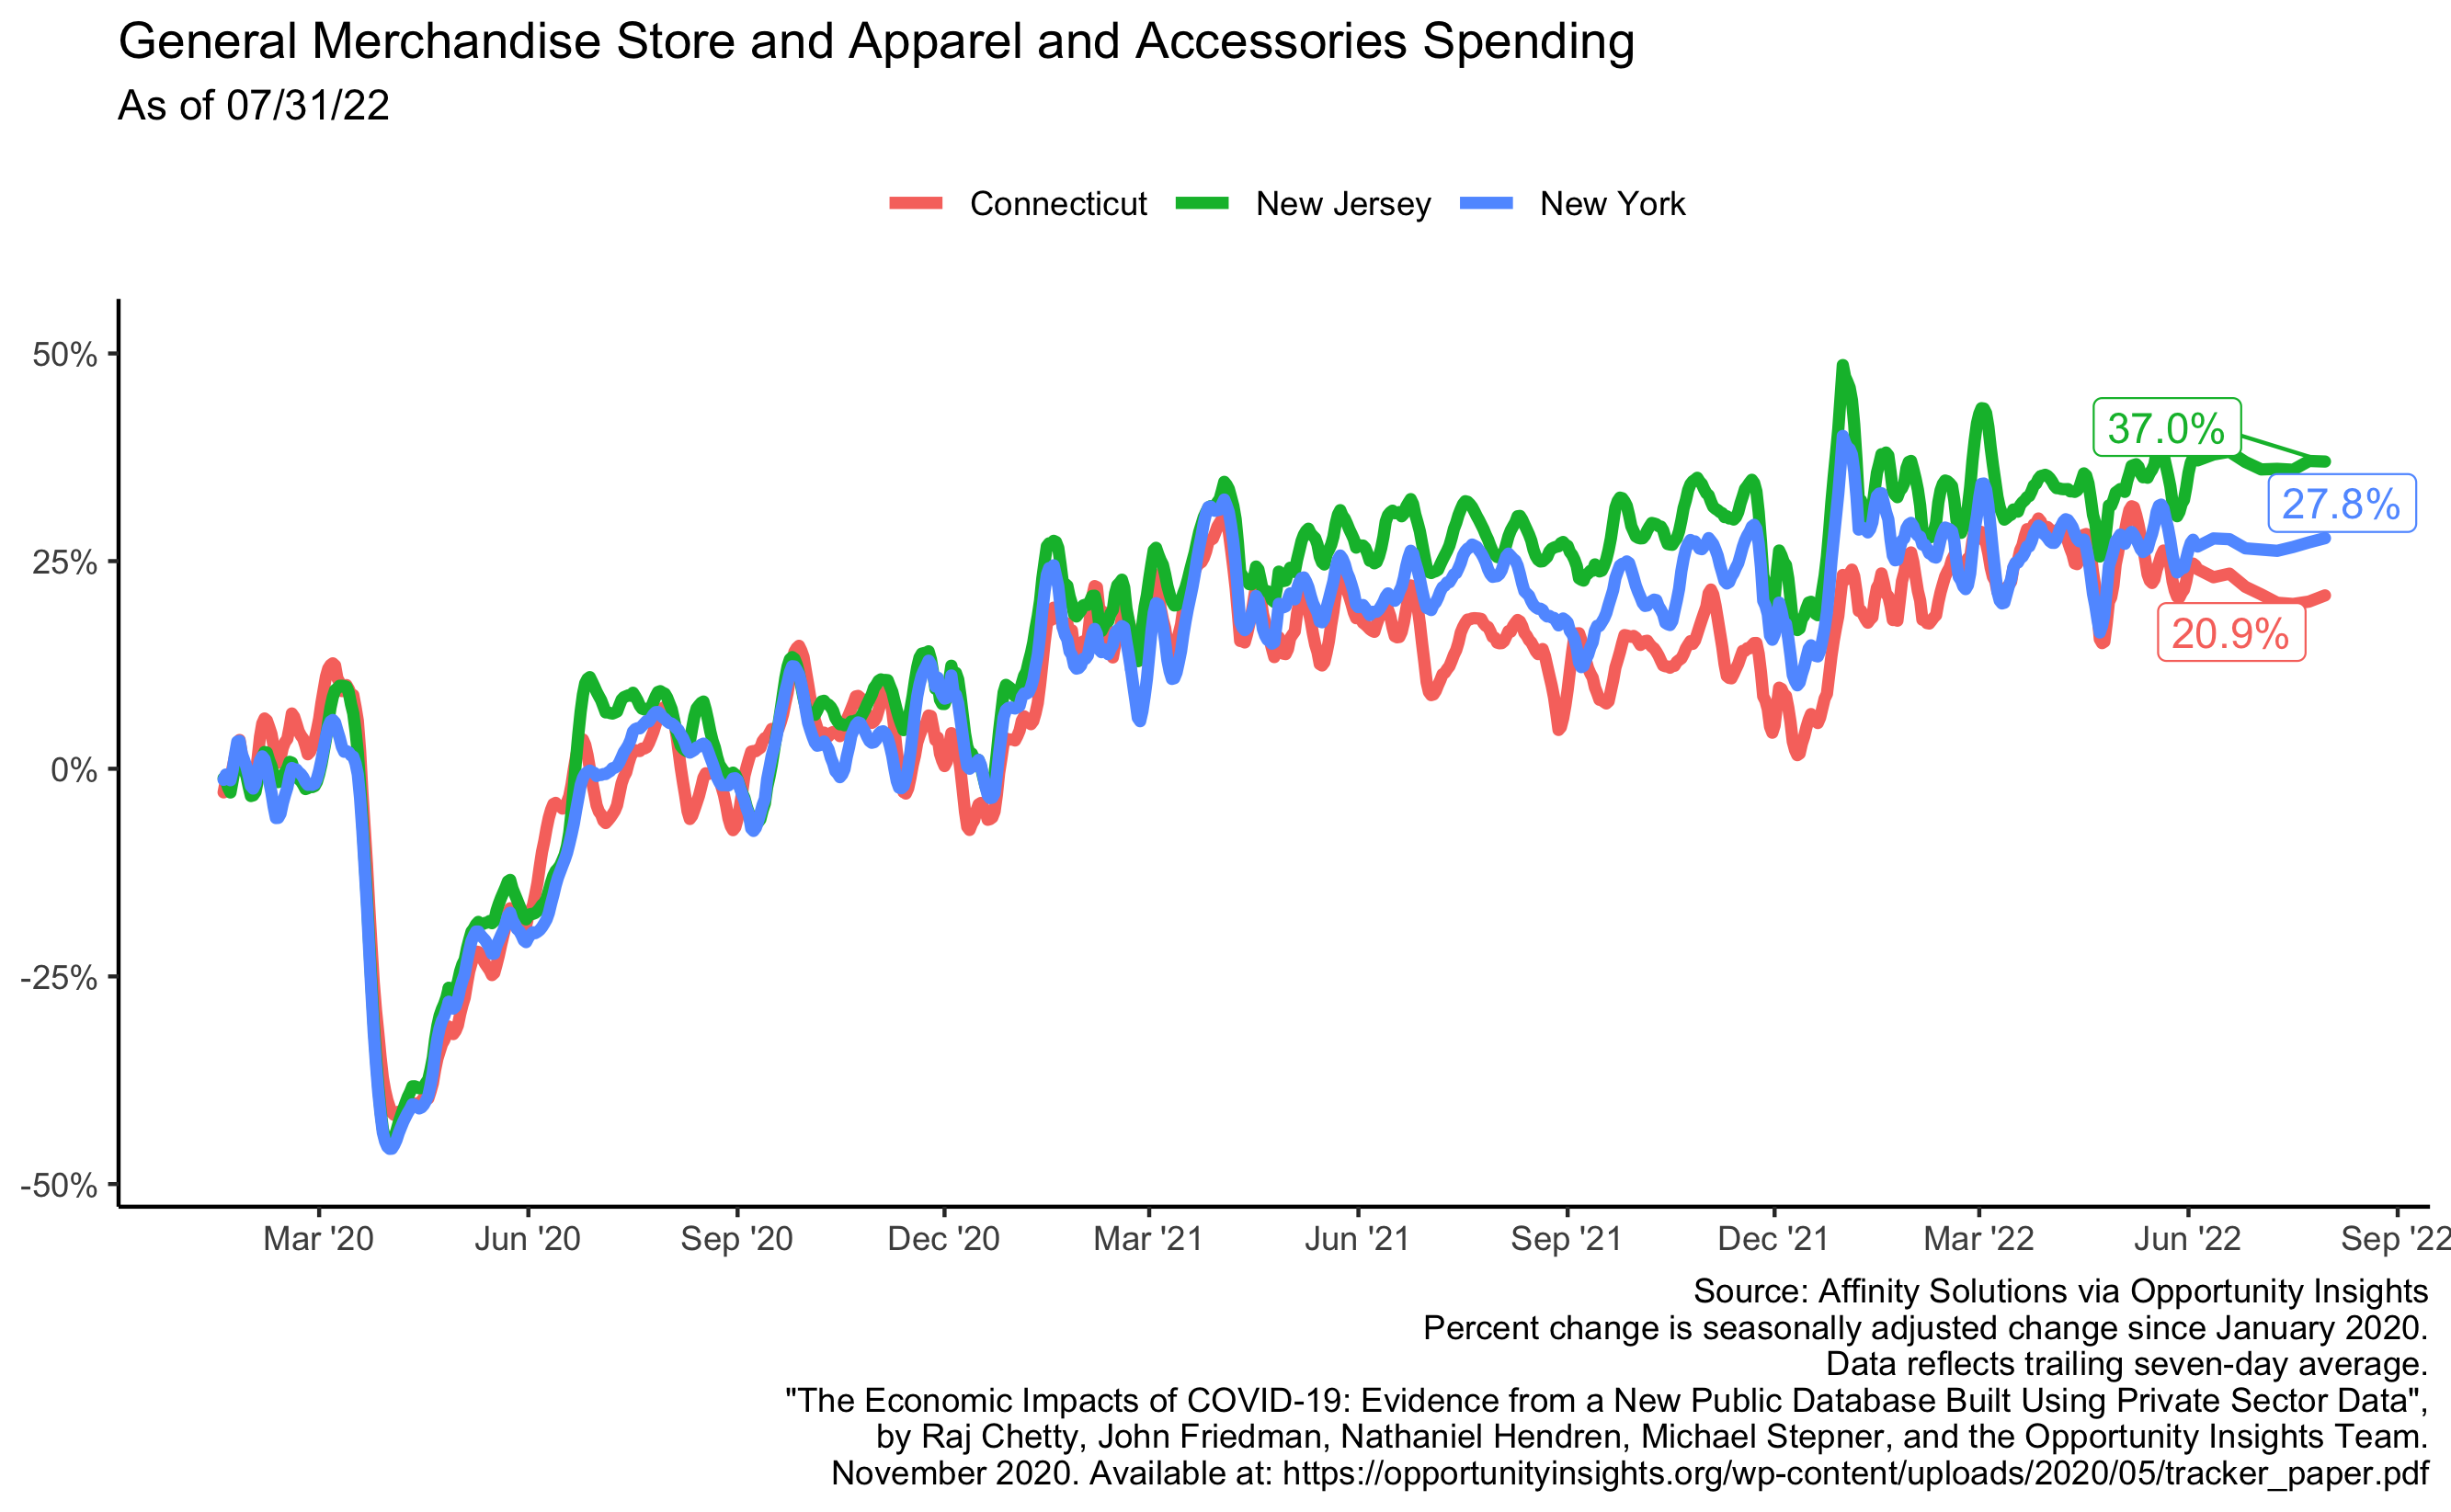 General Merchandise Store and Apparel and Accessories Spending
As of 07/31/22
Connecticut New Jersey New York
50%
25%
0%
-25%
-50%
37.0%
27.8%
20.9%
Mar '20 Jun '20 Sep '20 Dec '20 Mar '21 Jun '21 Sep '21 Dec '21 Mar '22 Jun '22 Sep '22
Source: Affinity Solutions via Opportunity Insights
Percent change is seasonally adjusted change since January 2020.
Data reflects trailing seven-day average.
"The Economic Impacts of COVID-19: Evidence from a New Public Database Built Using Private Sector Data",
by Raj Chetty, John Friedman, Nathaniel Hendren, Michael Stepner, and the Opportunity Insights Team.
November 2020. Available at: https://opportunityinsights.org/wp-content/uploads/2020/05/tracker_paper.pdf